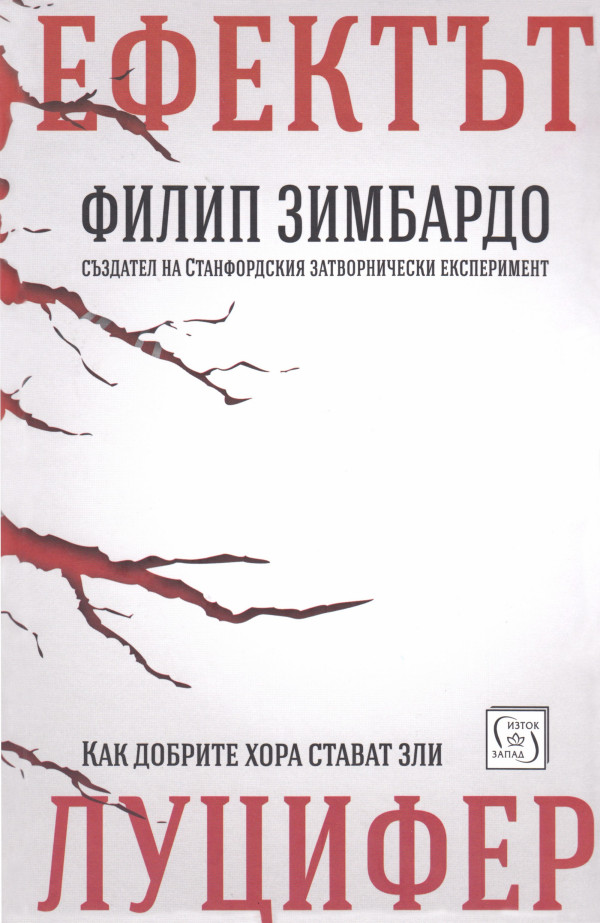 ЕФЕКТЪТ
ФИЛИП ЗИМБАРДО
СЪЗДАТЕЛ НА СТАНФОРДСКИЯ ЗАТВОРНИЧЕСКИ ЕКСПЕРИМЕНТ
КАК ДОБРИТЕ ХОРА СТАВАТ ЗЛИ
ИЗТОК
ЗАПАД
ЛУЦИФЕР